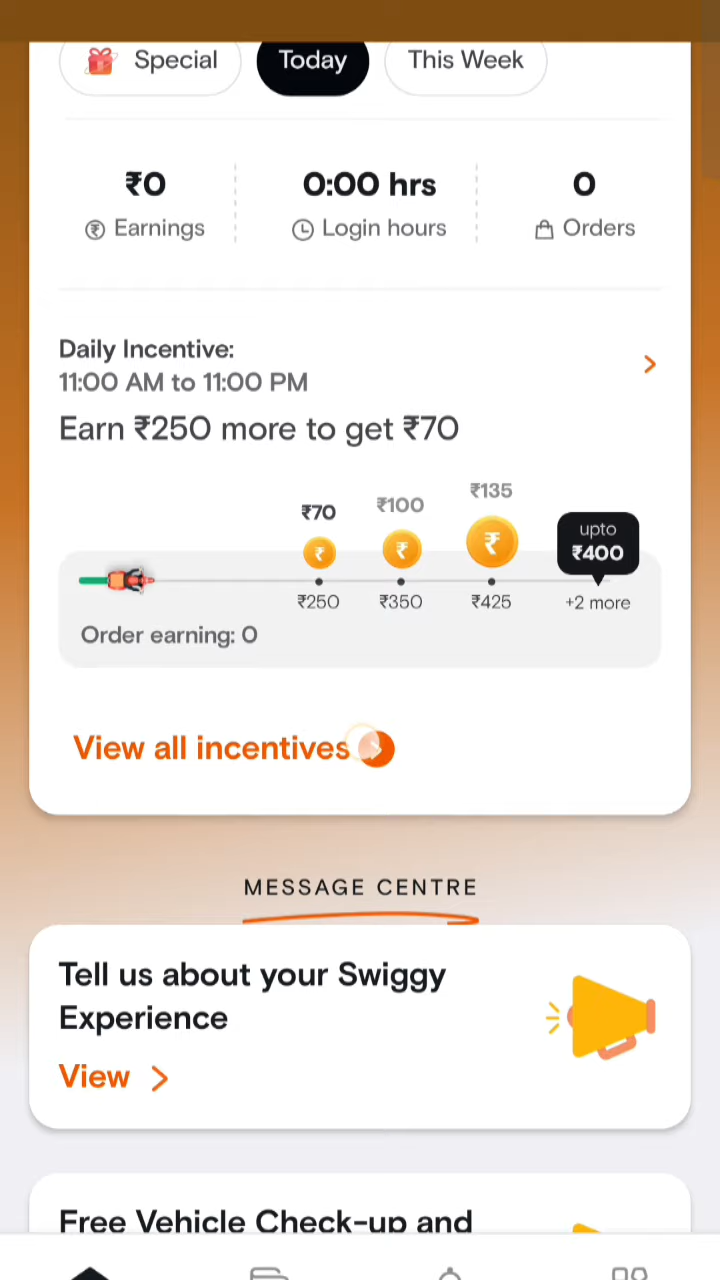 Special
Today
This Week
₹0
0:00 hrs
0
Earnings
Login hours
Orders
Daily Incentive:
11:00 AM to 11:00 PM
Earn ₹250 more to get ₹70
₹70
₹100
₹135
upto
₹400
₹250
₹350
₹425
+2 more
Order earning: 0
View all incentives
MESSAGE CENTRE
Tell us about your Swiggy
Experience
View
Free Vehicle Check-up and